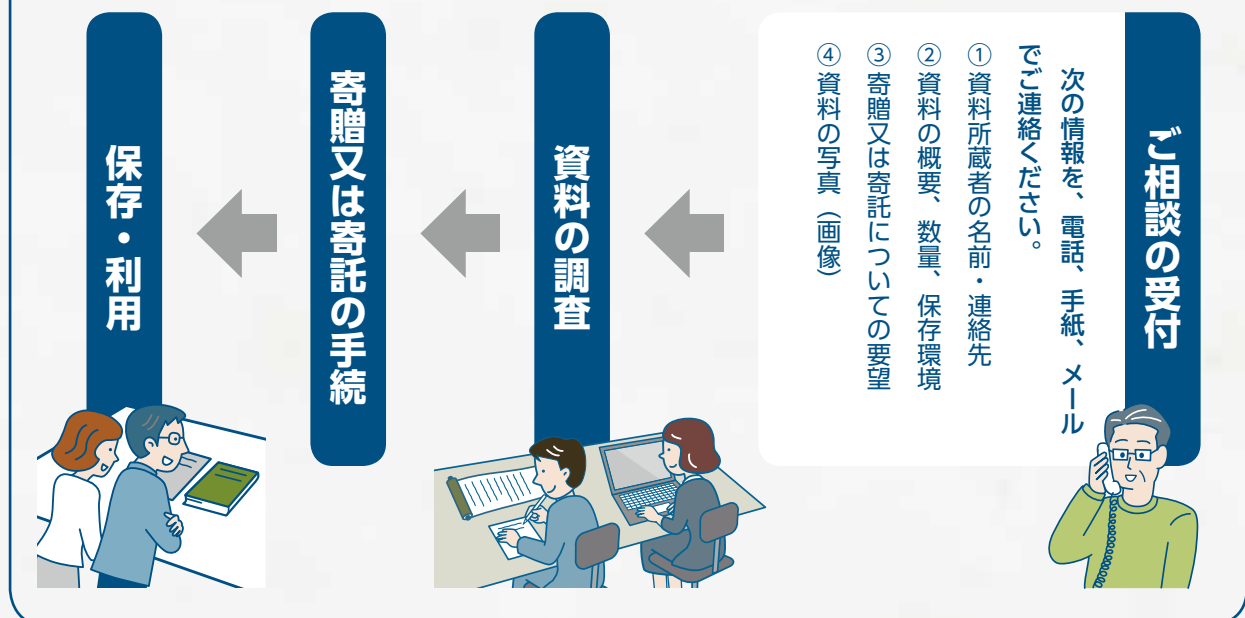 ご相談の受付
次の情報を、電話、手紙、メール
でご連絡ください。
①資料所蔵者の名前・連絡先
②資料の概要、数量、保存環境
③寄贈又は寄託についての要望
④資料の写真（画像）
資料の調査
寄贈又は寄託の手続
保存・利用